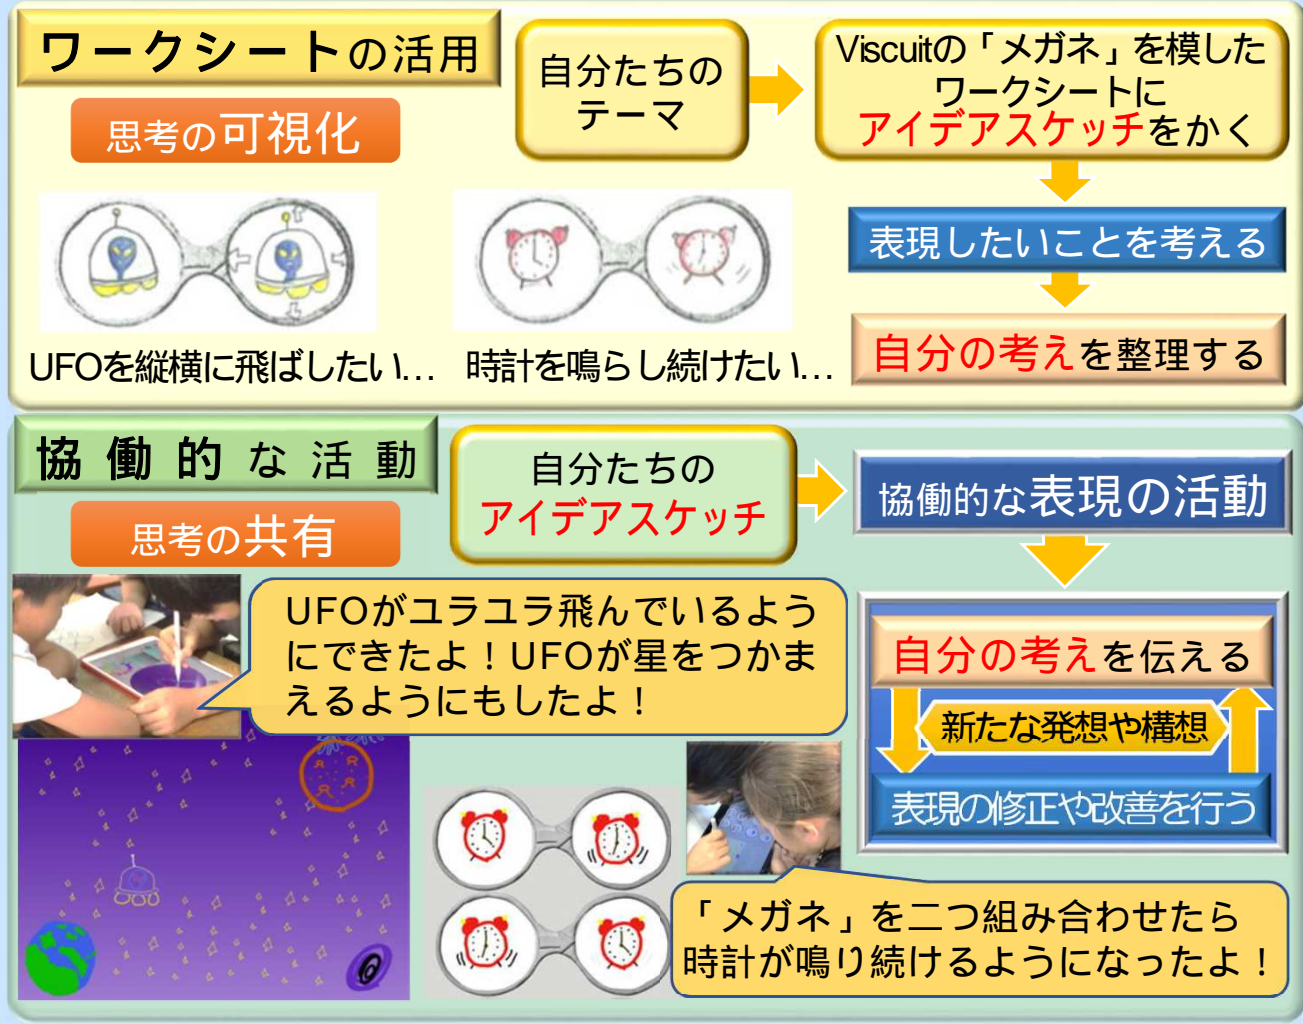 ワークシートの活用
思考の可視化
自分たちの
テーマ
Viscuitの「メガネ」を模した
ワークシートに
アイデアスケッチをかく
表現したいことを考える
自分の考えを整理する
UFOを縦横に飛ばしたい…
時計を鳴らし続けたい…
協働的な活動
思考の共有
自分たちの
アイデアスケッチ
協働的な表現の活動
UFOがユラユラ飛んでいるよう
にできたよ！UFOが星をつかま
えるようにもしたよ！
自分の考えを伝える
新たな発想や構想
表現の修正や改善を行う
「メガネ」を二つ組み合わせたら
時計が鳴り続けるようになったよ！